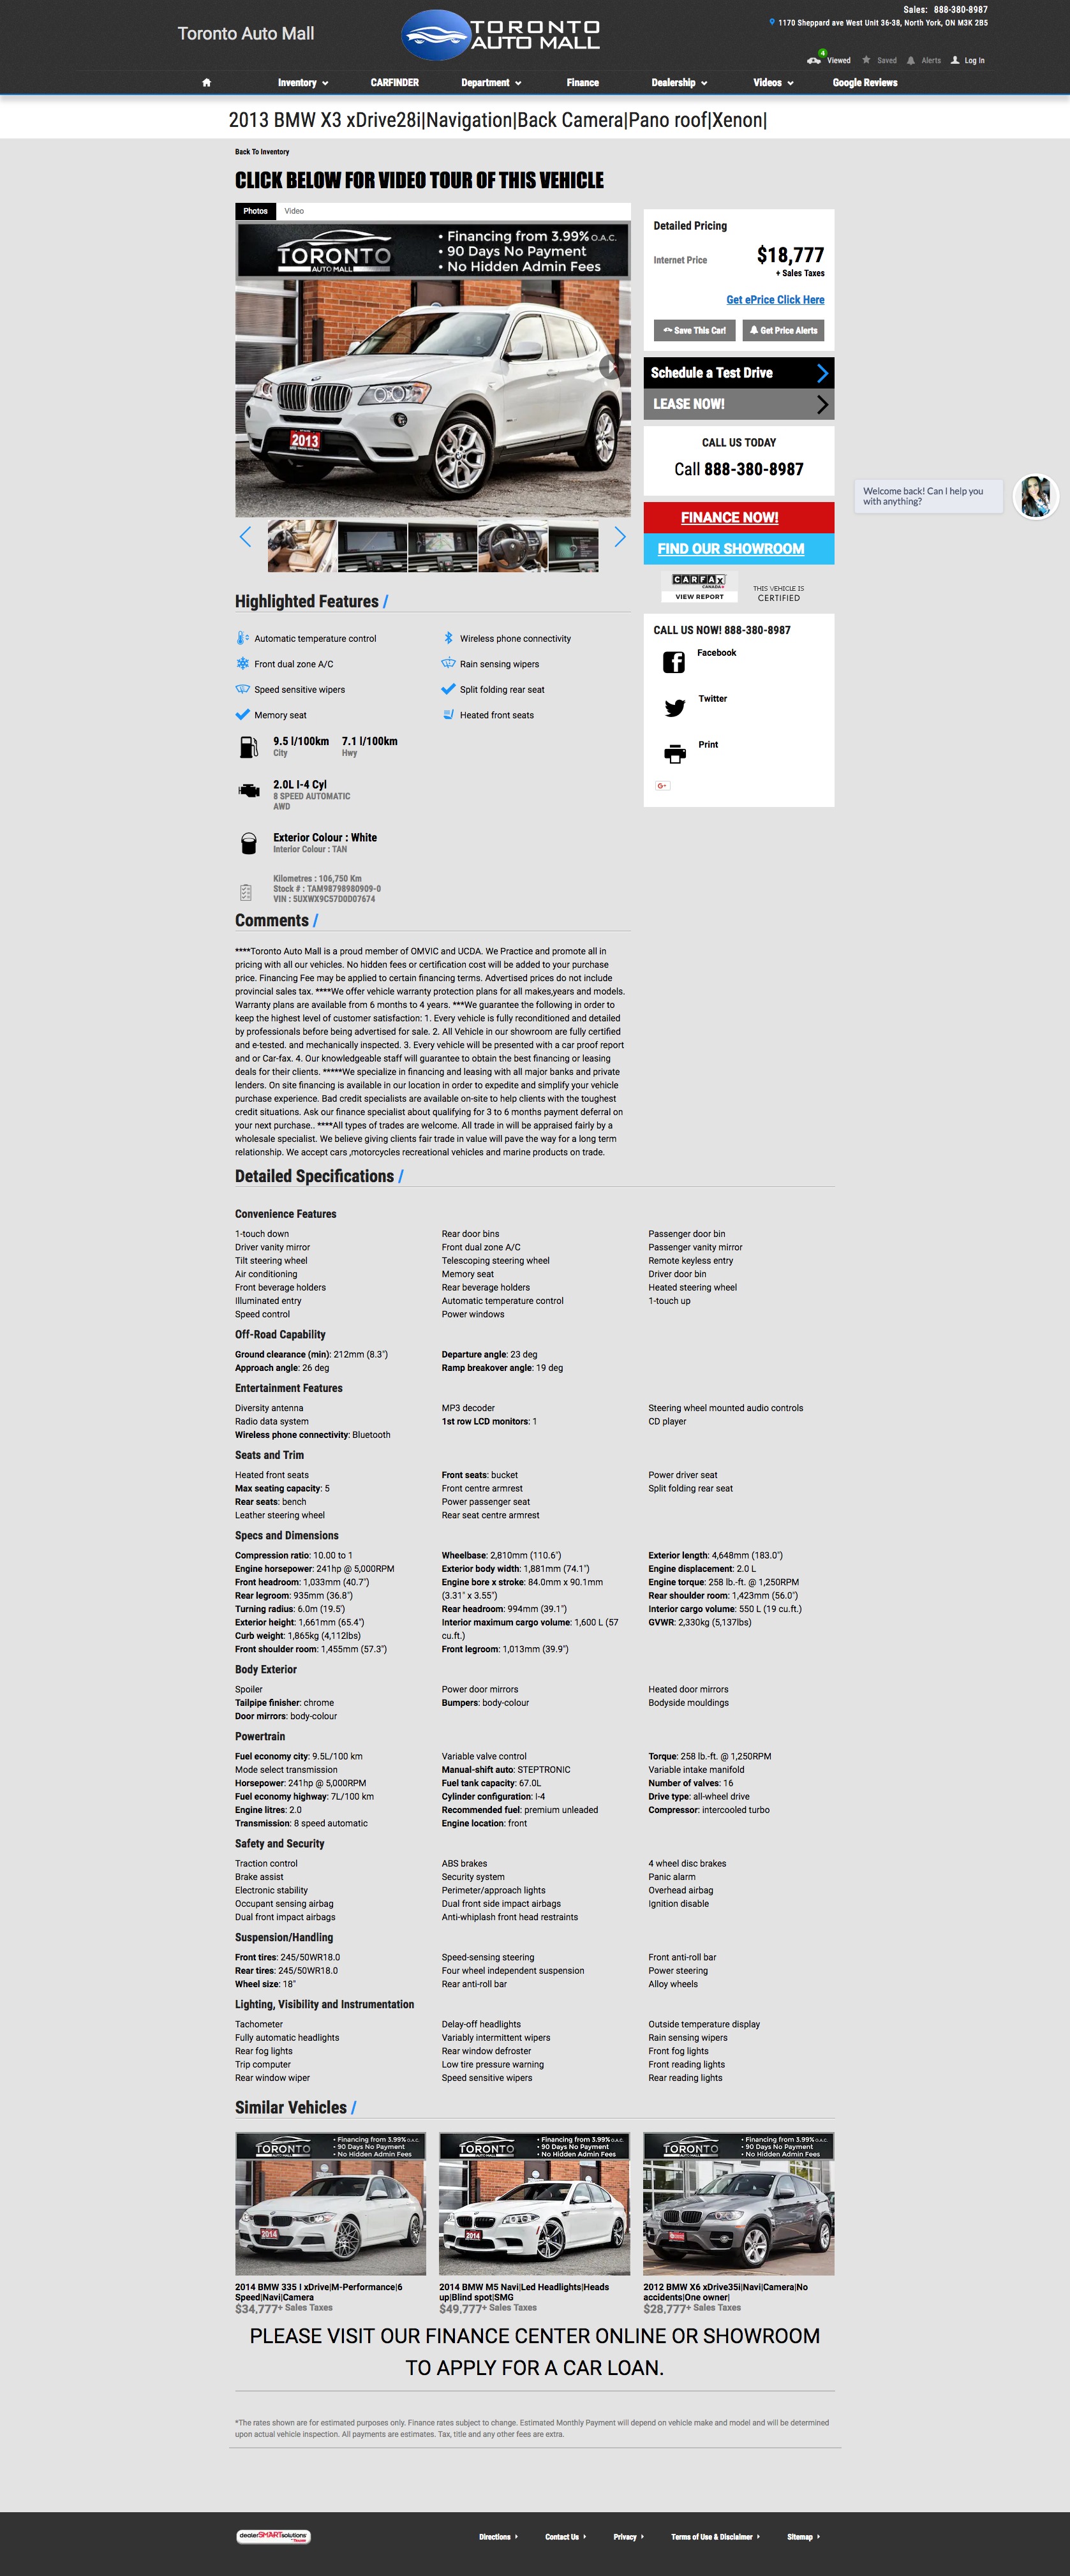 Sales: 888-380-8987
Toronto Auto Mall
TORONTO
AUTO MALL
1170 Sheppard ave West Unit 36-38, North York, ON M3K 2B5
4
Viewed
Saved
Alerts
Log In
Inventory
CARFINDER
Department
Finance
Dealership
Videos
Google Reviews
2013 BMW X3 xDrive28i|Navigation|Back Camera|Pano roof|Xenon|
Back To Inventory
CLICK BELOW FOR VIDEO TOUR OF THIS VEHICLE
Photos
Video
TORONTO
AUTO MALL
• Financing from 3.99% O.A.C.
• 90 Days No Payment
• No Hidden Admin Fees
2013
Detailed Pricing
Internet Price
$18,777
+ Sales Taxes
Get ePrice Click Here
Save This Car!
Get Price Alerts
Schedule a Test Drive
LEASE NOW!
CALL US TODAY
Call 888-380-8987
Welcome back! Can I help you
with anything?
FINANCE NOW!
FIND OUR SHOWROOM
CARFAX
CANADA
VIEW REPORT
THIS VEHICLE IS
CERTIFIED
CALL US NOW! 888-380-8987
Facebook
Twitter
Print
G+
Highlighted Features /
Automatic temperature control
Wireless phone connectivity
Front dual zone A/C
Rain sensing wipers
Speed sensitive wipers
Split folding rear seat
Memory seat
Heated front seats
9.5 l/100km 7.1 l/100km
City Hwy
2.0L I-4 Cyl
8 SPEED AUTOMATIC
AWD
Exterior Colour : White
Interior Colour : TAN
Kilometres : 106,750 Km
Stock # : TAM98798980909-0
VIN : 5UXWX9C57D0D07674
Comments /
****Toronto Auto Mall is a proud member of OMVIC and UCDA. We Practice and promote all in
pricing with all our vehicles. No hidden fees or certification cost will be added to your purchase
price. Financing Fee may be applied to certain financing terms. Advertised prices do not include
provincial sales tax. ****We offer vehicle warranty protection plans for all makes,years and models.
Warranty plans are available from 6 months to 4 years. ***We guarantee the following in order to
keep the highest level of customer satisfaction: 1. Every vehicle is fully reconditioned and detailed
by professionals before being advertised for sale. 2. All Vehicle in our showroom are fully certified
and e-tested. and mechanically inspected. 3. Every vehicle will be presented with a car proof report
and or Car-fax. 4. Our knowledgeable staff will guarantee to obtain the best financing or leasing
deals for their clients. *****We specialize in financing and leasing with all major banks and private
lenders. On site financing is available in our location in order to expedite and simplify your vehicle
purchase experience. Bad credit specialists are available on-site to help clients with the toughest
credit situations. Ask our finance specialist about qualifying for 3 to 6 months payment deferral on
your next purchase.. ****All types of trades are welcome. All trade in will be appraised fairly by a
wholesale specialist. We believe giving clients fair trade in value will pave the way for a long term
relationship. We accept cars ,motorcycles recreational vehicles and marine products on trade.
Detailed Specifications /
Convenience Features
1-touch down
Driver vanity mirror
Tilt steering wheel
Air conditioning
Front beverage holders
Illuminated entry
Speed control
Rear door bins
Front dual zone A/C
Telescoping steering wheel
Memory seat
Rear beverage holders
Automatic temperature control
Power windows
Passenger door bin
Passenger vanity mirror
Remote keyless entry
Driver door bin
Heated steering wheel
1-touch up
Off-Road Capability
Ground clearance (min): 212mm (8.3")
Approach angle: 26 deg
Departure angle: 23 deg
Ramp breakover angle: 19 deg
Entertainment Features
Diversity antenna
Radio data system
Wireless phone connectivity: Bluetooth
MP3 decoder
1st row LCD monitors: 1
Steering wheel mounted audio controls
CD player
Seats and Trim
Heated front seats
Max seating capacity: 5
Rear seats: bench
Leather steering wheel
Front seats: bucket
Front centre armrest
Power passenger seat
Rear seat centre armrest
Power driver seat
Split folding rear seat
Specs and Dimensions
Compression ratio: 10.00 to 1
Engine horsepower: 241hp @ 5,000RPM
Front headroom: 1,033mm (40.7")
Rear legroom: 935mm (36.8")
Turning radius: 6.0m (19.5')
Exterior height: 1,661mm (65.4")
Curb weight: 1,865kg (4,112lbs)
Front shoulder room: 1,455mm (57.3")
Wheelbase: 2,810mm (110.6")
Exterior body width: 1,881mm (74.1")
Engine bore x stroke: 84.0mm x 90.1mm
(3.31" x 3.55")
Rear headroom: 994mm (39.1")
Interior maximum cargo volume: 1,600 L (57
cu.ft.)
Front legroom: 1,013mm (39.9")
Exterior length: 4,648mm (183.0")
Engine displacement: 2.0 L
Engine torque: 258 lb.-ft. @ 1,250RPM
Rear shoulder room: 1,423mm (56.0")
Interior cargo volume: 550 L (19 cu.ft.)
GVWR: 2,330kg (5,137lbs)
Body Exterior
Spoiler
Tailpipe finisher: chrome
Door mirrors: body-colour
Power door mirrors
Bumpers: body-colour
Heated door mirrors
Bodyside mouldings
Powertrain
Fuel economy city: 9.5L/100 km
Mode select transmission
Horsepower: 241hp @ 5,000RPM
Fuel economy highway: 7L/100 km
Engine litres: 2.0
Transmission: 8 speed automatic
Variable valve control
Manual-shift auto: STEPTRONIC
Fuel tank capacity: 67.0L
Cylinder configuration: I-4
Recommended fuel: premium unleaded
Engine location: front
Torque: 258 lb.-ft. @ 1,250RPM
Variable intake manifold
Number of valves: 16
Drive type: all-wheel drive
Compressor: intercooled turbo
Safety and Security
Traction control
Brake assist
Electronic stability
Occupant sensing airbag
Dual front impact airbags
ABS brakes
Security system
Perimeter/approach lights
Dual front side impact airbags
Anti-whiplash front head restraints
4 wheel disc brakes
Panic alarm
Overhead airbag
Ignition disable
Suspension/Handling
Front tires: 245/50WR18.0
Rear tires: 245/50WR18.0
Wheel size: 18"
Speed-sensing steering
Four wheel independent suspension
Rear anti-roll bar
Front anti-roll bar
Power steering
Alloy wheels
Lighting, Visibility and Instrumentation
Tachometer
Fully automatic headlights
Rear fog lights
Trip computer
Rear window wiper
Delay-off headlights
Variably intermittent wipers
Rear window defroster
Low tire pressure warning
Speed sensitive wipers
Outside temperature display
Rain sensing wipers
Front fog lights
Front reading lights
Rear reading lights
Similar Vehicles /
TORONTO
• Financing from 3.99% O.A.C.
• 90 Days No Payment
• No Hidden Admin Fees
2014
2014 BMW 335 I xDrive|M-Performance|6
Speed|Navi|Camera
$34,777+ Sales Taxes
TORONTO
• Financing from 3.99% O.A.C.
• 90 Days No Payment
• No Hidden Admin Fees
2014
2014 BMW M5 Navi|Led Headlights|Heads
up|Blind spot|SMG
$49,777+ Sales Taxes
TORONTO
• Financing from 3.99% O.A.C.
• 90 Days No Payment
• No Hidden Admin Fees
2012 BMW X6 xDrive35i|Navi|Camera|No
accidents|One owner|
$28,777+ Sales Taxes
PLEASE VISIT OUR FINANCE CENTER ONLINE OR SHOWROOM
TO APPLY FOR A CAR LOAN.
*The rates shown are for estimated purposes only. Finance rates subject to change. Estimated Monthly Payment will depend on vehicle make and model and will be determined
upon actual vehicle inspection. All payments are estimates. Tax, title and any other fees are extra.
dealerSMARTsolutions
Directions
Contact Us
Privacy
Terms of Use & Disclaimer
Sitemap